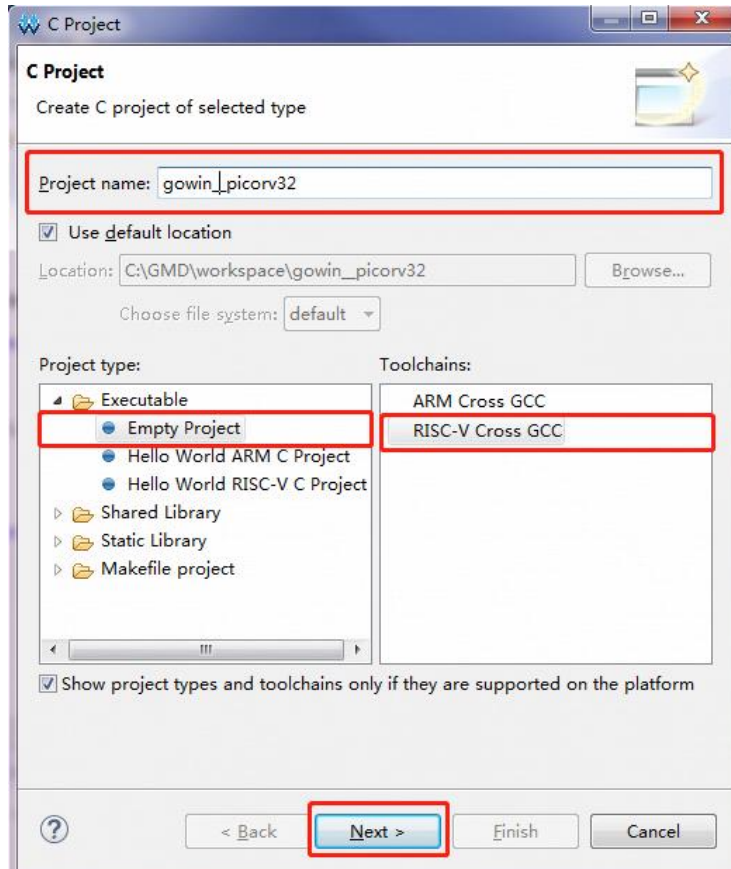 C Project
C Project
Create C project of selected type
Project name: gowin__picorv32
Use default location
Location: C:\GMD\workspace\gowin__picorv32 Browse...
Choose file system: default
Project type: Toolchains:
Executable
Empty Project
Hello World ARM C Project
Hello World RISC-V C Project
Shared Library
Static Library
Makefile project
ARM Cross GCC
RISC-V Cross GCC
Show project types and toolchains only if they are supported on the platform
? < Back Next > Finish Cancel